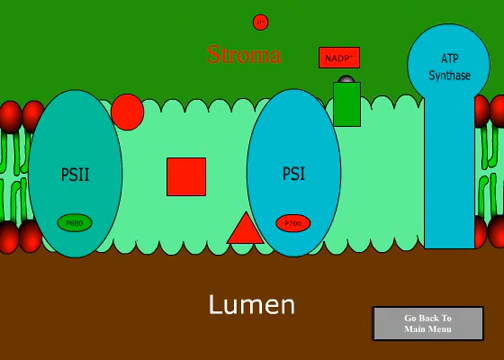 H⁺
Stroma
NADP⁺
ATP
Synthase
PSII
PSI
P680
P700
Lumen
Go Back To
Main Menu